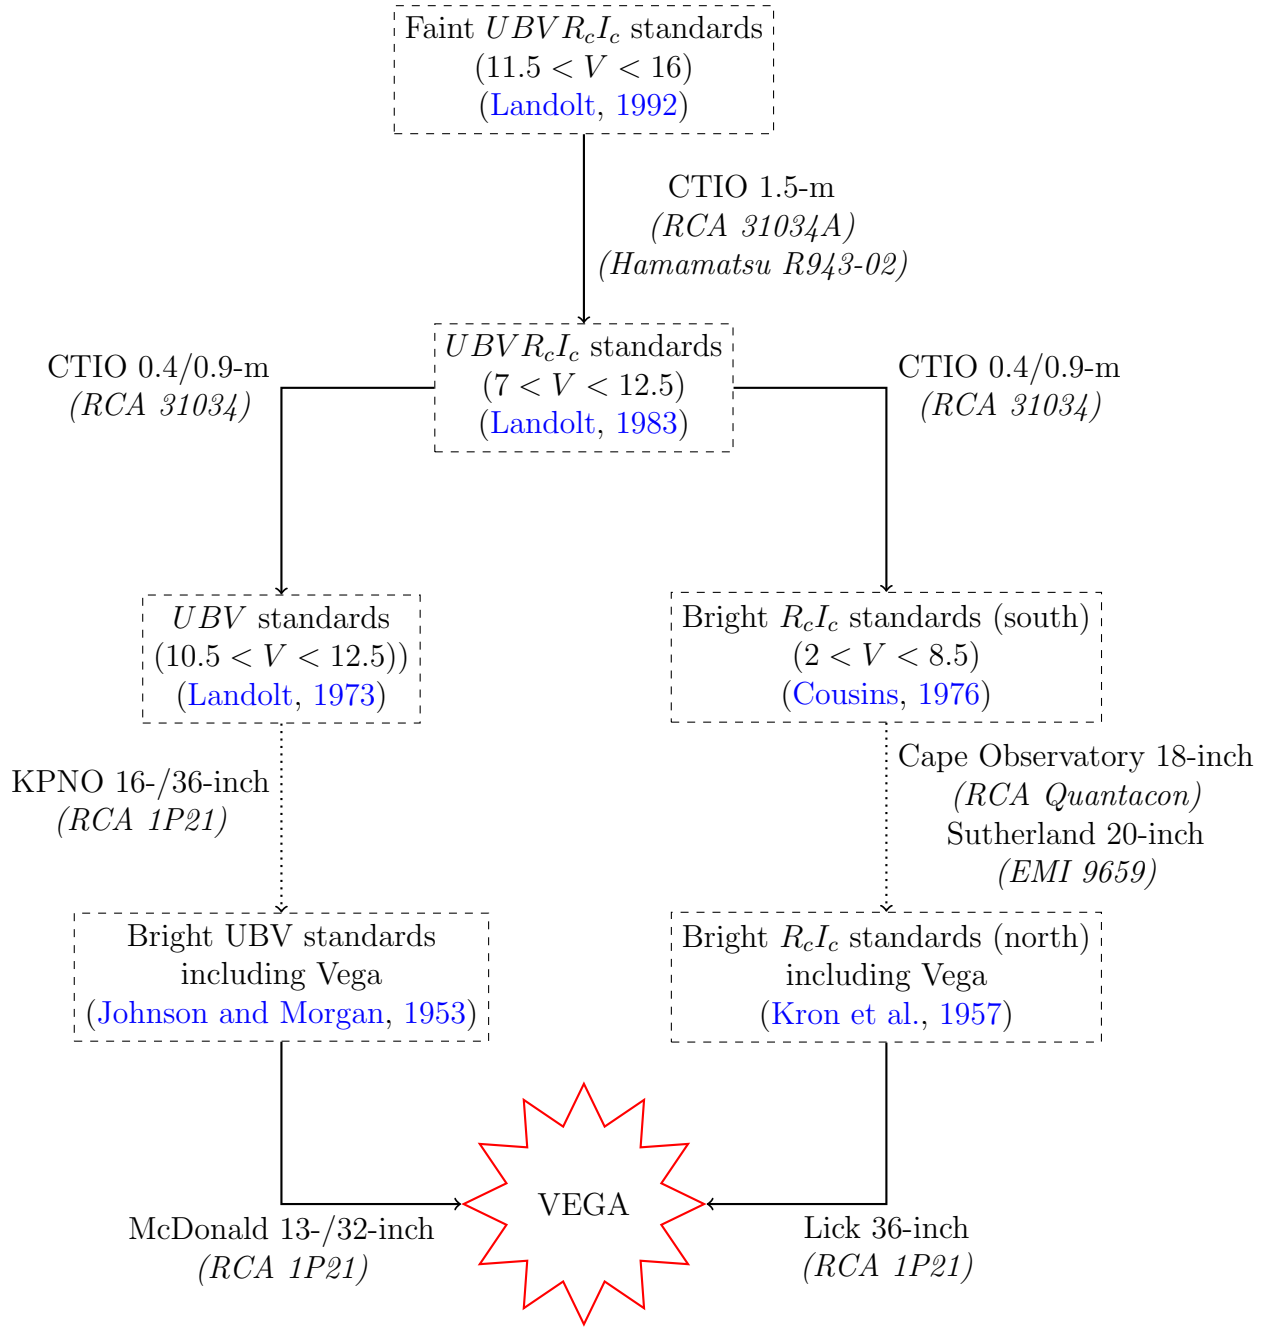 Faint UBVR_cI_c standards
(11.5 < V < 16)
(Landolt, 1992)
CTIO 1.5-m
(RCA 31034A)
(Hamamatsu R943-02)
UBVR_cI_c standards
(7 < V < 12.5)
(Landolt, 1983)
CTIO 0.4/0.9-m
(RCA 31034)
CTIO 0.4/0.9-m
(RCA 31034)
UBV standards
(10.5 < V < 12.5))
(Landolt, 1973)
Bright R_cI_c standards (south)
(2 < V < 8.5)
(Cousins, 1976)
KPNO 16-/36-inch
(RCA 1P21)
Cape Observatory 18-inch
(RCA Quantacon)
Sutherland 20-inch
(EMI 9659)
Bright UBV standards
including Vega
(Johnson and Morgan, 1953)
Bright R_cI_c standards (north)
including Vega
(Kron et al., 1957)
VEGA
McDonald 13-/32-inch
(RCA 1P21)
Lick 36-inch
(RCA 1P21)